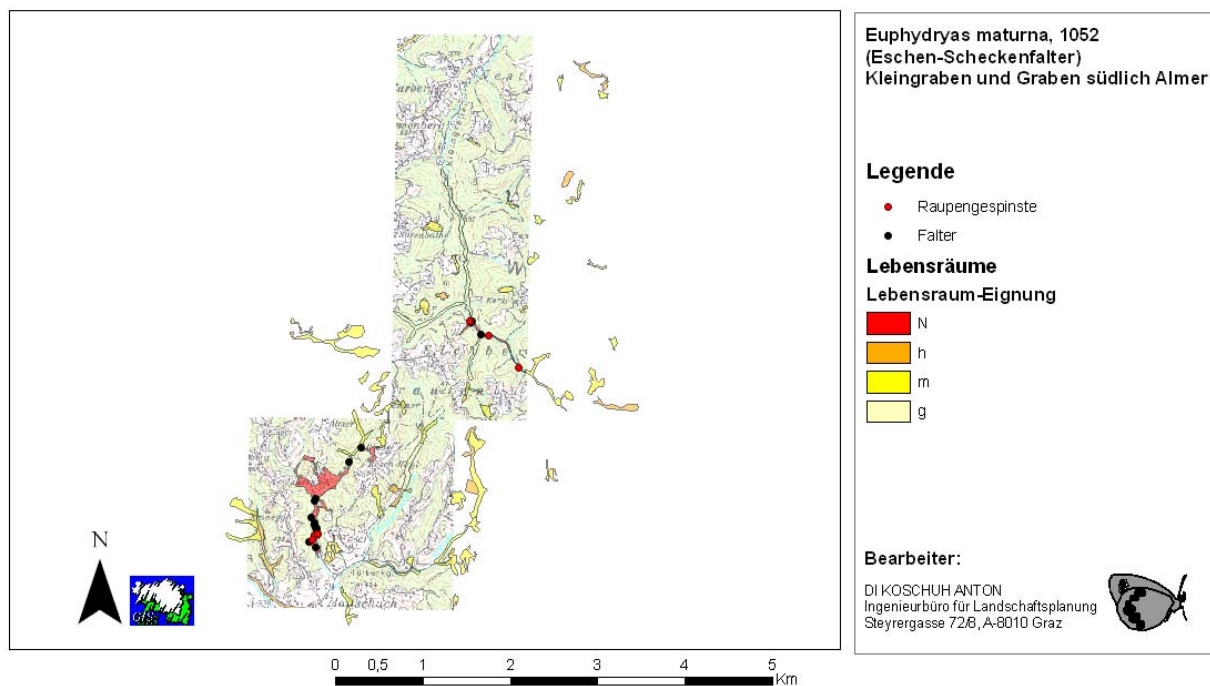 Euphydryas maturna, 1052
(Eschen-Scheckenfalter)
Kleingraben und Graben südlich Almer
Legende
Raupengespinste
Falter
Lebensräume
Lebensraum-Eignung
N
h
m
g
Bearbeiter:
DI KOSCHUH ANTON
Ingenieurbüro für Landschaftsplanung
Steyrergasse 72/8, A-8010 Graz
N
GIS
0 0,5 1 2 3 4 5
Km